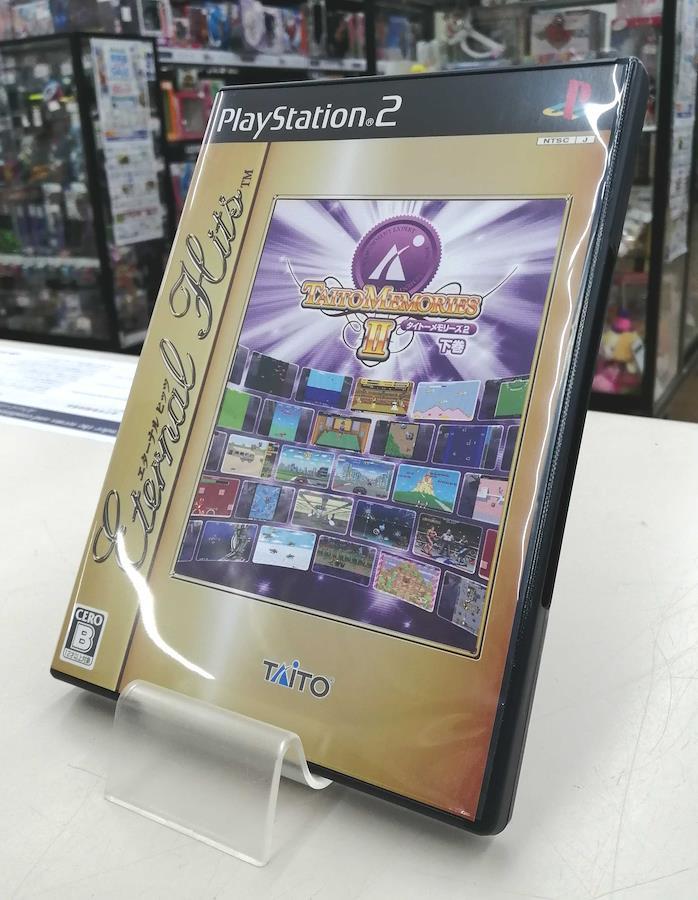 PlayStation®2
NTSC J
Eternal Hits™
エターナル ヒッツ
TAITO MEMORIES
II
タイトーメモリーズ2
下巻
CERO
B
TAITO